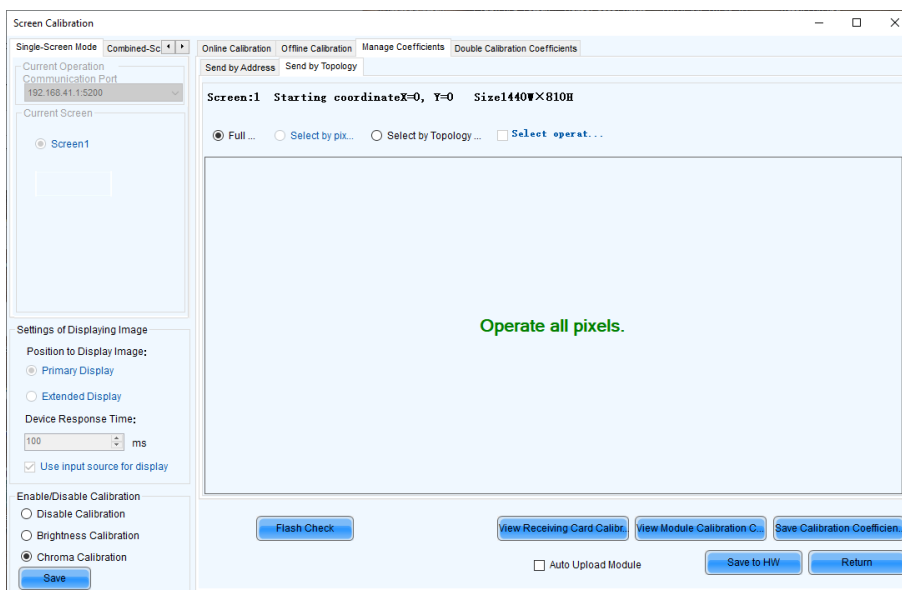 Screen Calibration
Single-Screen Mode Combined-Sc
Online Calibration Offline Calibration Manage Coefficients Double Calibration Coefficients
Send by Address Send by Topology
Current Operation
Communication Port
192.168.41.1:5200
Current Screen
Screen1
Screen:1 Starting coordinateX=0, Y=0 Size1440W×810H
Full ... Select by pix... Select by Topology ... Select operat...
Operate all pixels.
Settings of Displaying Image
Position to Display Image:
Primary Display
Extended Display
Device Response Time:
100 ms
Use input source for display
Enable/Disable Calibration
Disable Calibration
Brightness Calibration
Chroma Calibration
Save
Flash Check View Receiving Card Calibr.. View Module Calibration C... Save Calibration Coefficien..
Auto Upload Module Save to HW Return